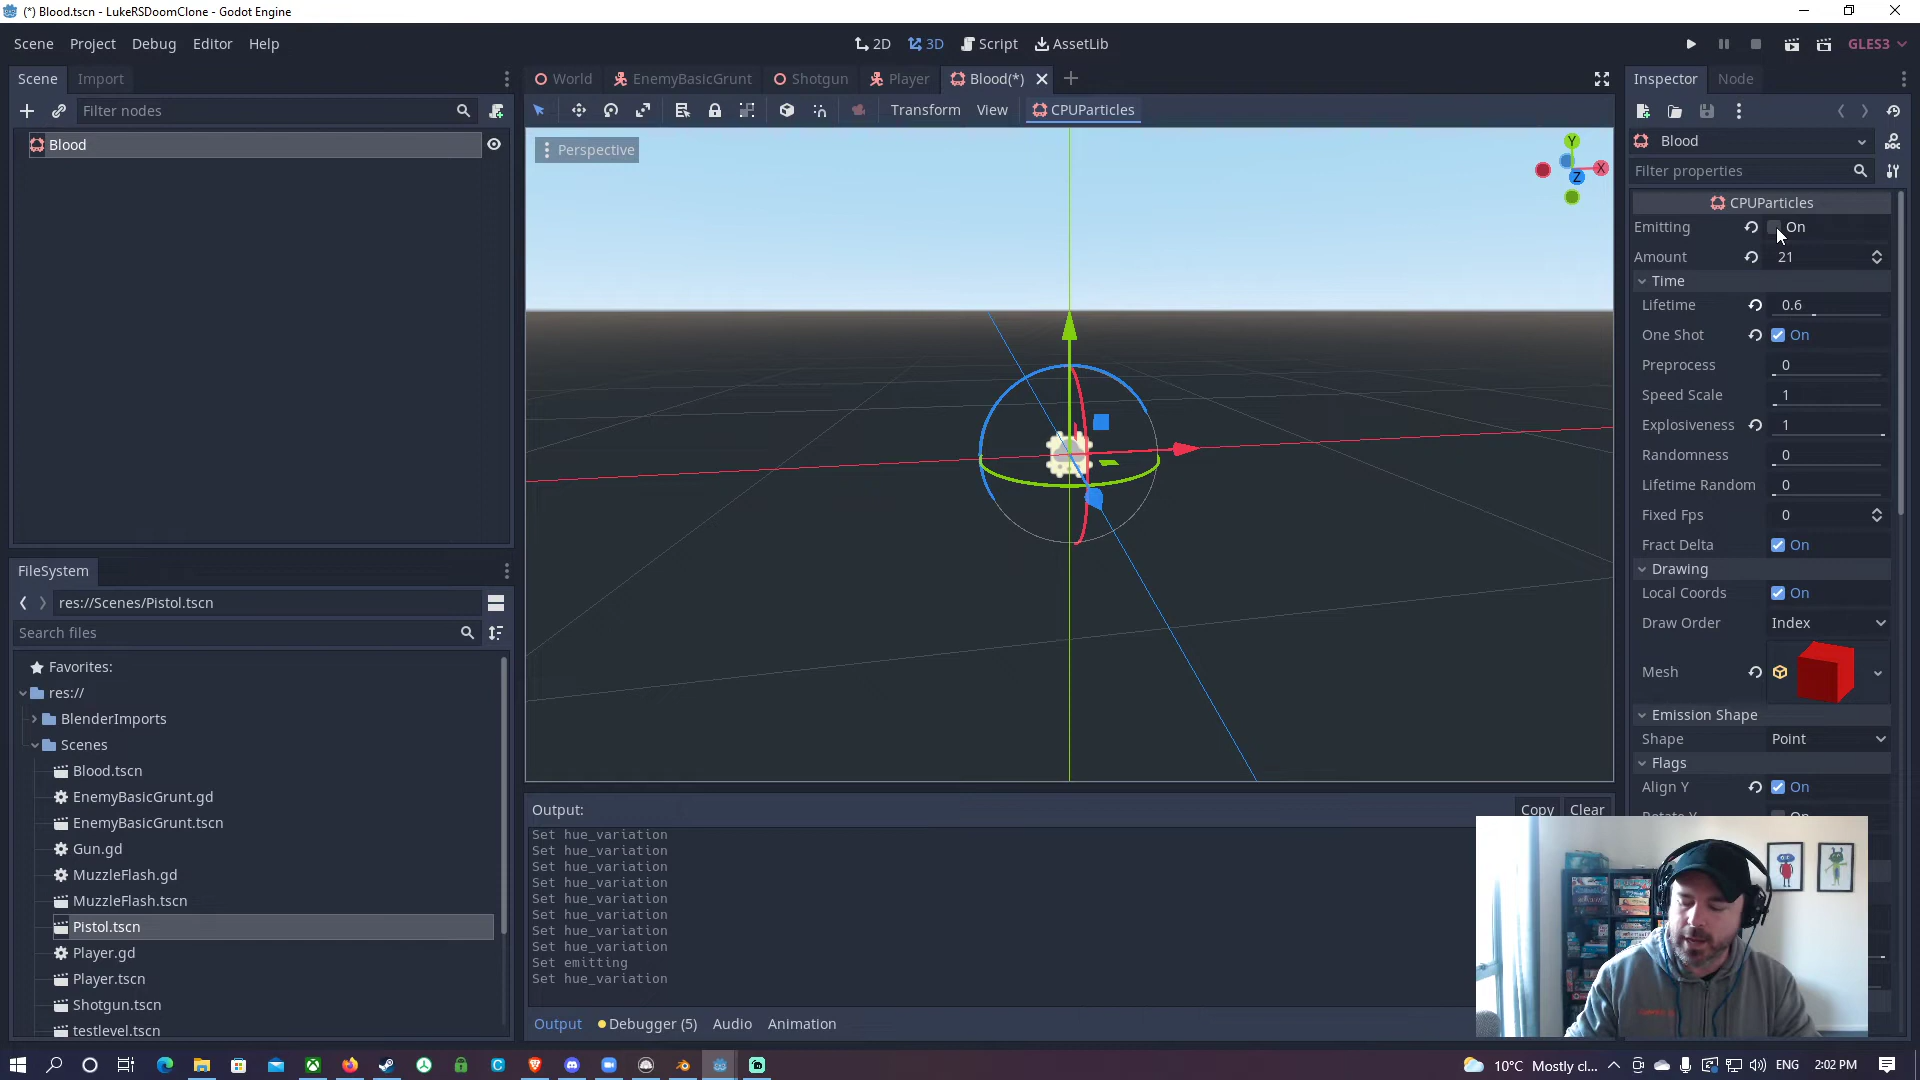 (*) Blood.tscn - LukeRSDoomClone - Godot Engine
Scene Project Debug Editor Help
2D 3D Script AssetLib
GLES3
Scene Import
Filter nodes
Blood
World EnemyBasicGrunt Shotgun Player Blood(*)
Transform View CPUParticles
Perspective
Y
X
Z
FileSystem
res://Scenes/Pistol.tscn
Search files
Favorites:
res://
BlenderImports
Scenes
Blood.tscn
EnemyBasicGrunt.gd
EnemyBasicGrunt.tscn
Gun.gd
MuzzleFlash.gd
MuzzleFlash.tscn
Pistol.tscn
Player.gd
Player.tscn
Shotgun.tscn
testlevel.tscn
Output:
Copy Clear
Set hue_variation
Set hue_variation
Set hue_variation
Set hue_variation
Set hue_variation
Set hue_variation
Set hue_variation
Set hue_variation
Set emitting
Set hue_variation
Output Debugger (5) Audio Animation
Inspector Node
Blood
Filter properties
CPUParticles
Emitting On
Amount 21
Time
Lifetime 0.6
One Shot On
Preprocess 0
Speed Scale 1
Explosiveness 1
Randomness 0
Lifetime Random 0
Fixed Fps 0
Fract Delta On
Drawing
Local Coords On
Draw Order Index
Mesh
Emission Shape
Shape Point
Flags
Align Y On
10°C Mostly cl... ENG 2:02 PM